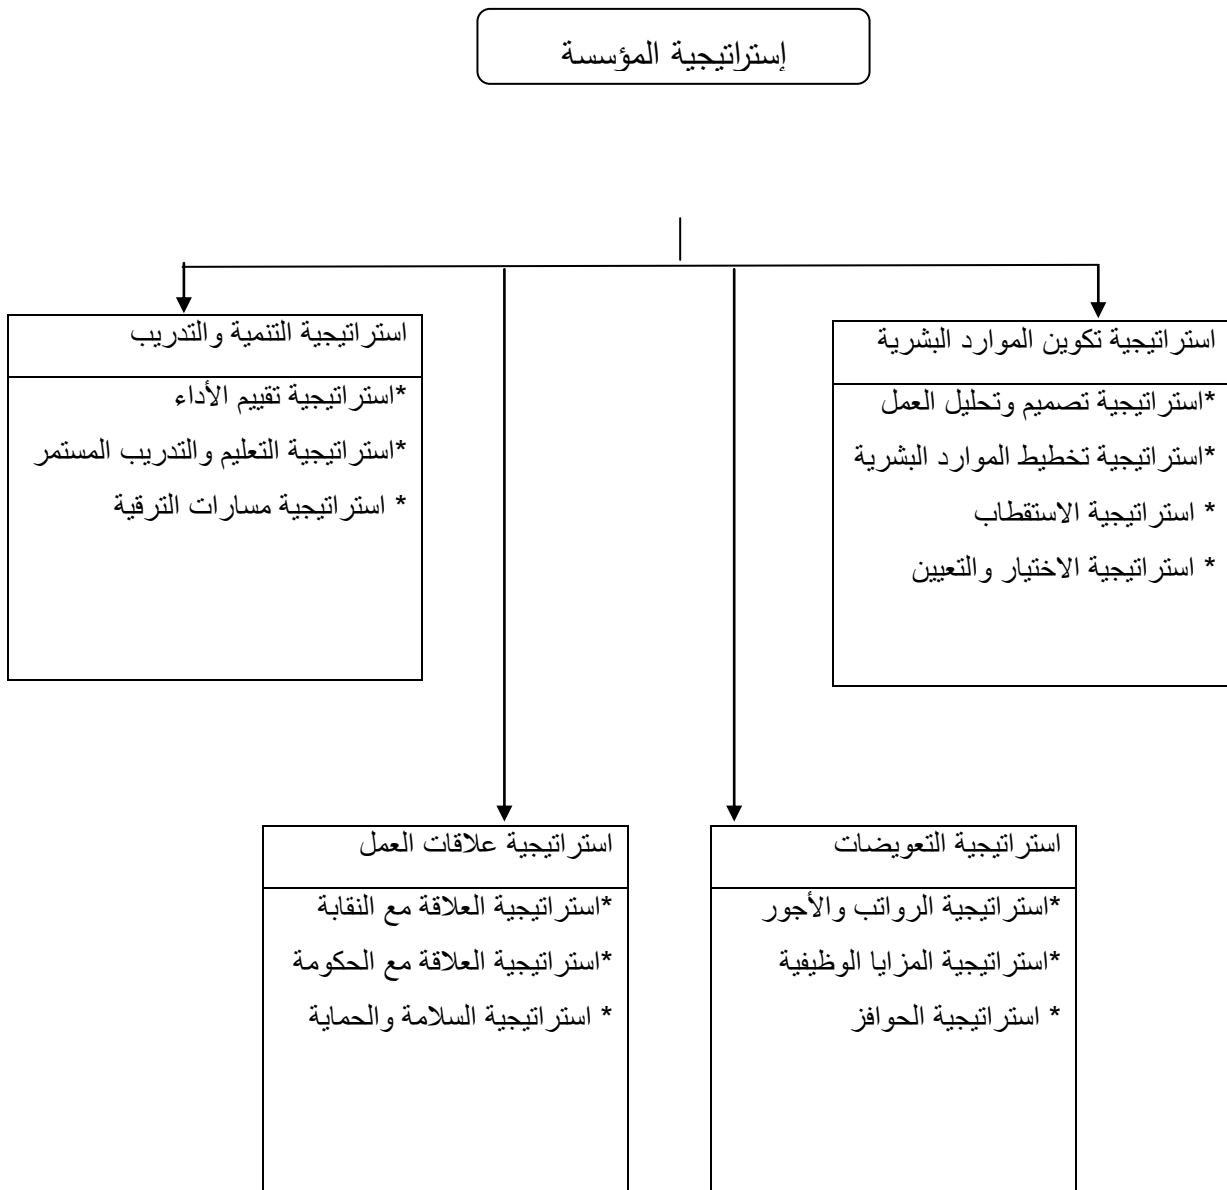 إستراتيجية المؤسسة
استراتيجية تكوين الموارد البشرية
*استراتيجية تصميم وتحليل العمل
*استراتيجية تخطيط الموارد البشرية
* استراتيجية الاستقطاب
* استراتيجية الاختيار والتعيين
استراتيجية التنمية والتدريب
*استراتيجية تقييم الأداء
*استراتيجية التعليم والتدريب المستمر
* استراتيجية مسارات الترقية
استراتيجية التعويضات
*استراتيجية الرواتب والأجور
*استراتيجية المزايا الوظيفية
* استراتيجية الحوافز
استراتيجية علاقات العمل
*استراتيجية العلاقة مع النقابة
*استراتيجية العلاقة مع الحكومة
* استراتيجية السلامة والحماية